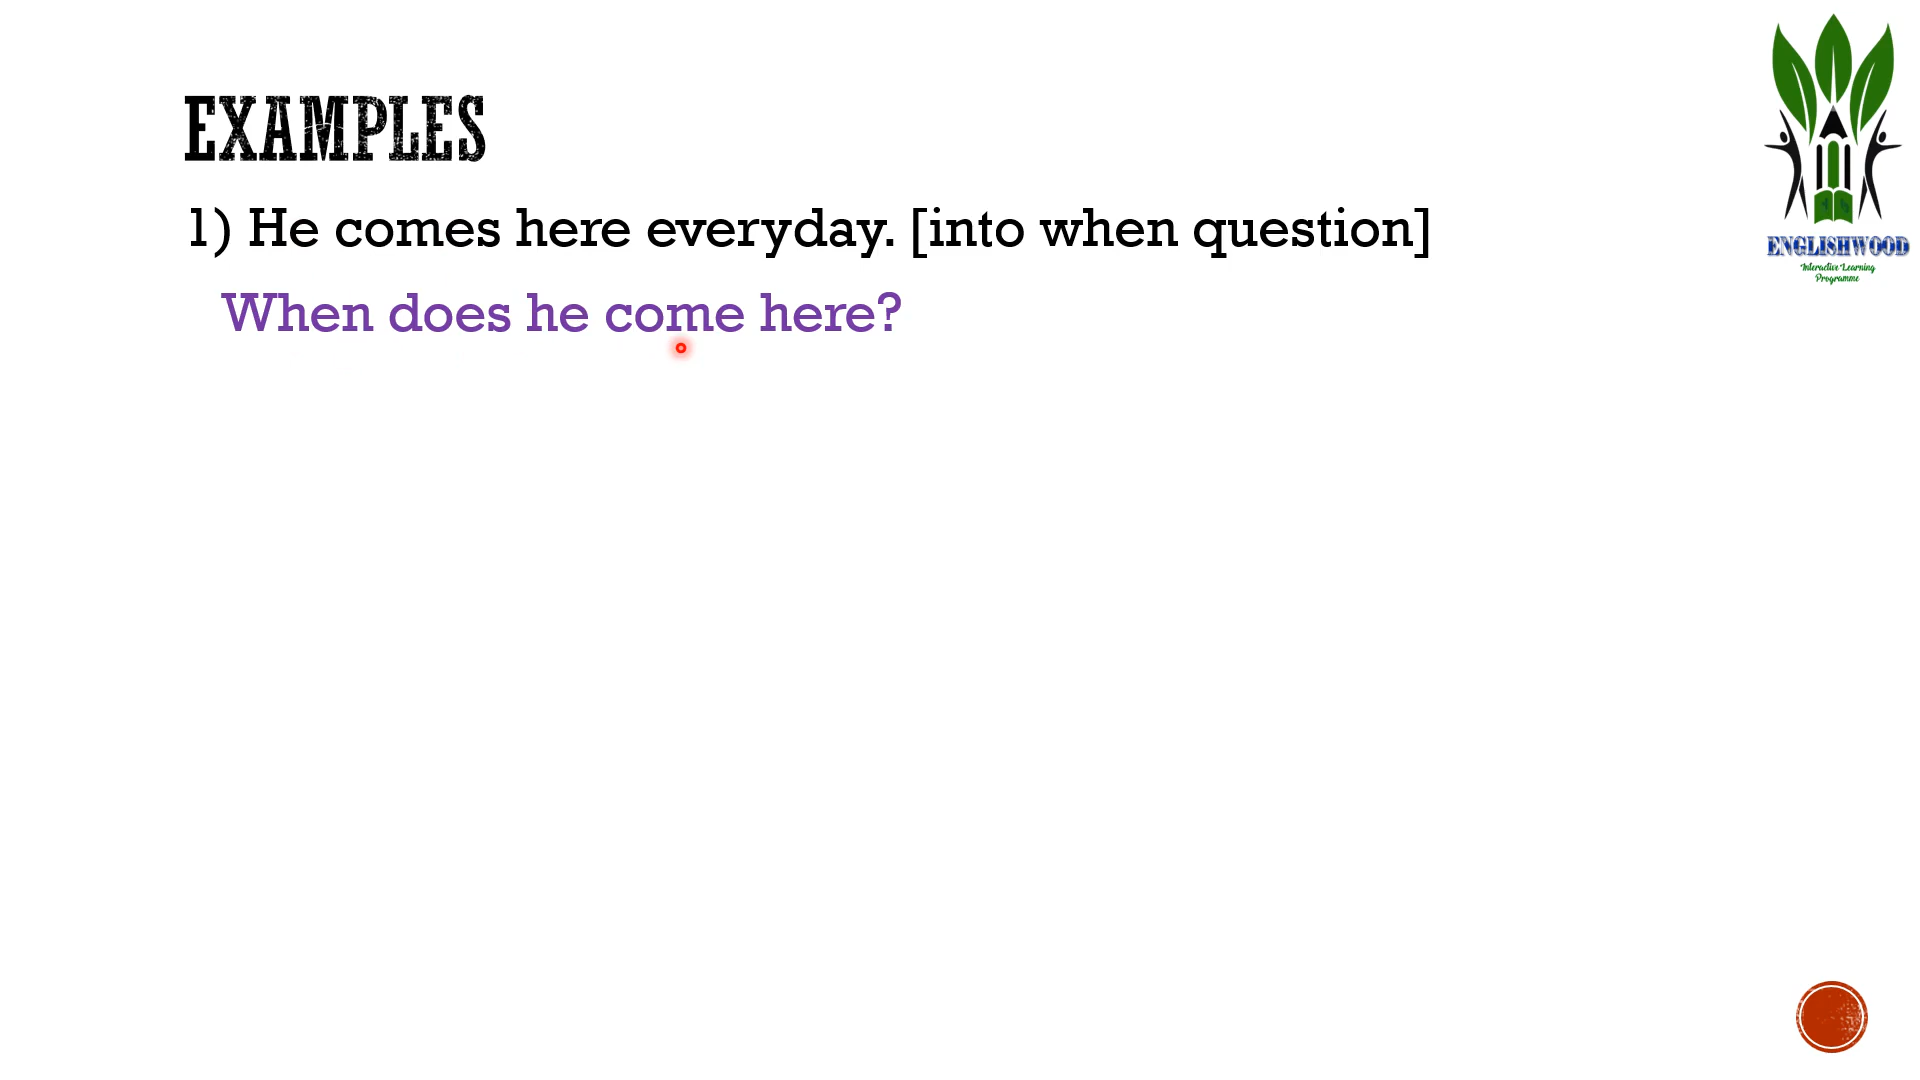 EXAMPLES
1) He comes here everyday. [into when question]
When does he come here?
ENGLISHWOOD
Interactive Learning
Programme